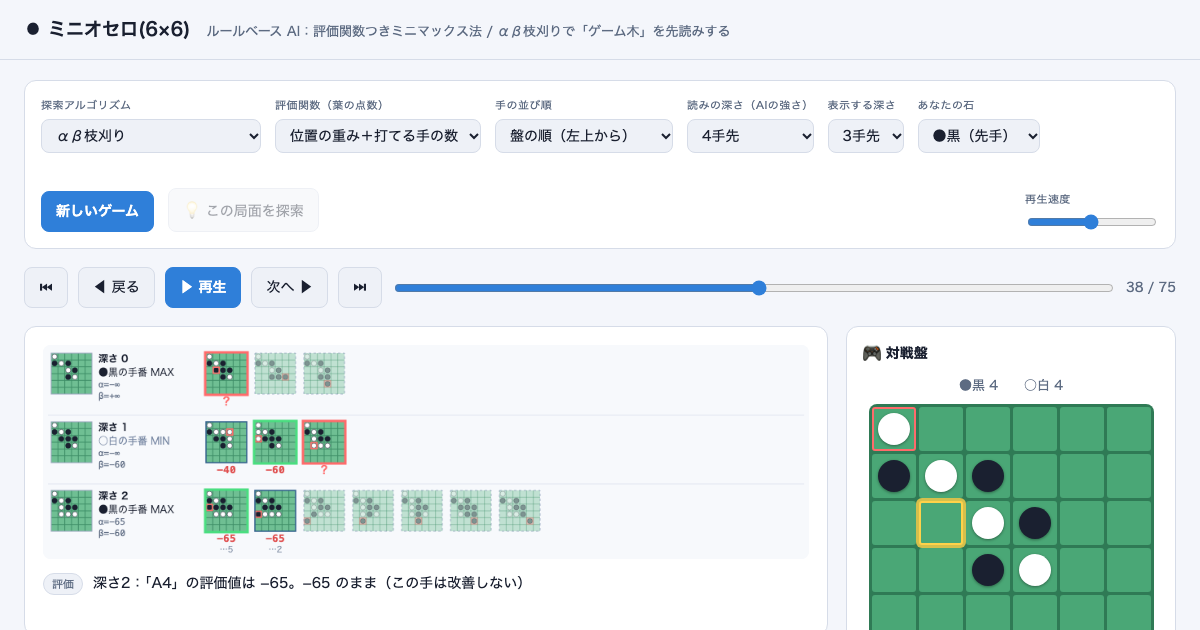 ミニオセロ(6×6)
ルールベース AI：評価関数つきミニマックス法 / αβ枝刈りで「ゲーム木」を先読みする
探索アルゴリズム 評価関数（葉の点数） 手の並び順 読みの深さ（AIの強さ） 表示する深さ あなたの石
αβ枝刈り 位置の重み＋打てる手の数 盤の順（左上から） 4手先 3手先 ●黒（先手）
新しいゲーム 💡 この局面を探索
再生速度
⏮ ◀ 戻る ▶ 再生 次へ ▶ ⏭ 38 / 75
深さ 0
●黒の手番 MAX
α=−∞
β=+∞
?
深さ 1
○白の手番 MIN
α=−∞
β=−60
−40 −60 ?
深さ 2
●黒の手番 MAX
α=−65
β=−60
−65 −65
…5 …2
評価 深さ2：「A4」の評価値は −65。−65 のまま（この手は改善しない）
🎮 対戦盤
●黒 4 ○白 4